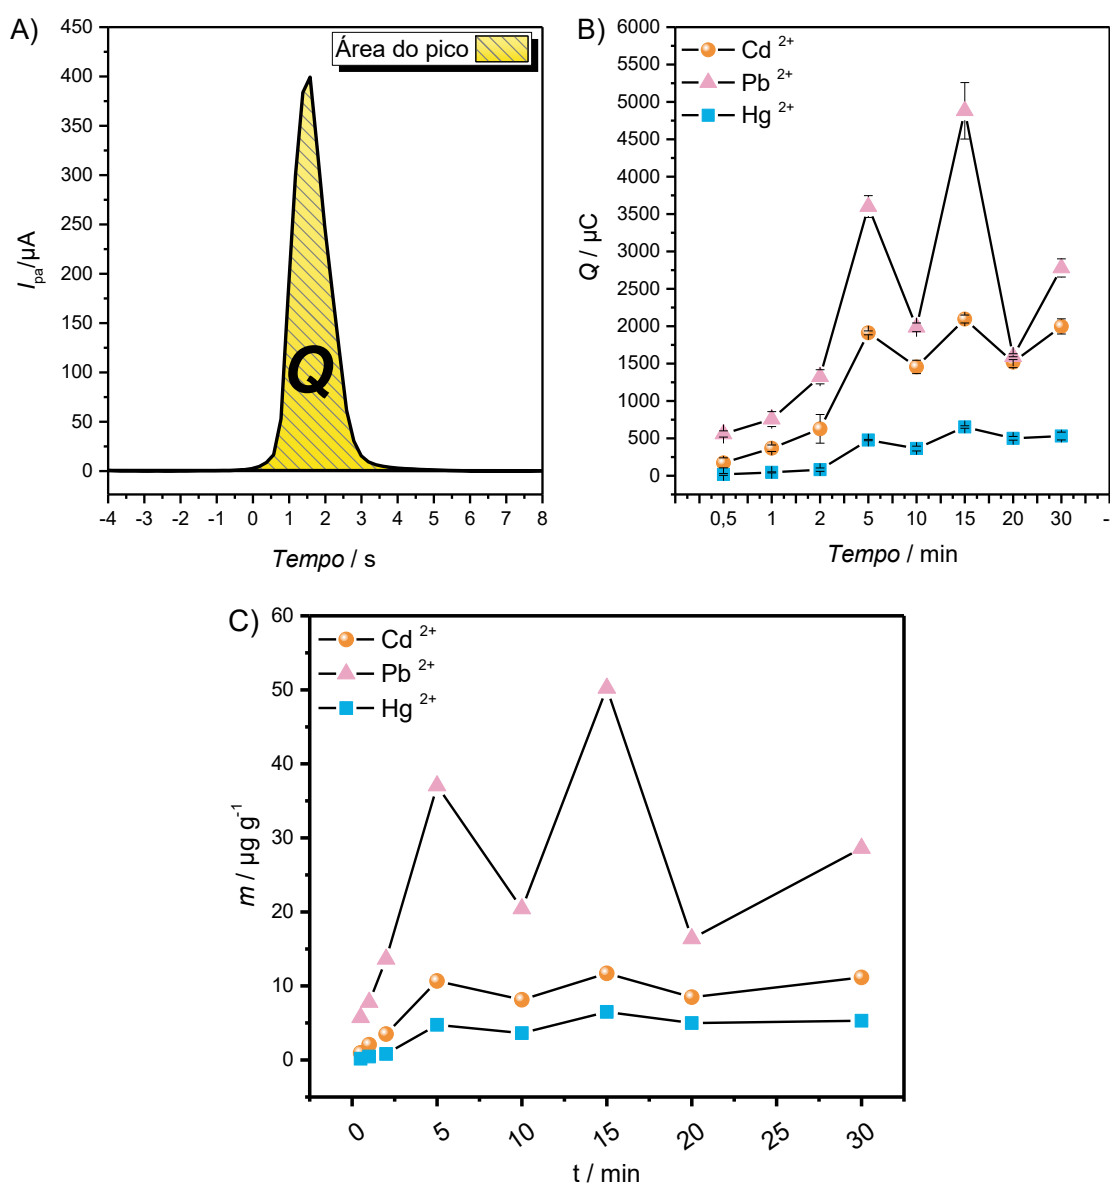 A)
450
400
350
300
250
200
150
100
50
0
Ipa/µA
Área do pico
Q
-4 -3 -2 -1 0 1 2 3 4 5 6 7 8
Tempo / s
B)
6000
5500
5000
4500
4000
3500
3000
2500
2000
1500
1000
500
0
Q / µC
Cd 2+
Pb 2+
Hg 2+
0,5 1 2 5 10 15 20 30 -
Tempo / min
C)
60
50
40
30
20
10
0
m / µg g-1
Cd 2+
Pb 2+
Hg 2+
0 5 10 15 20 25 30
t / min